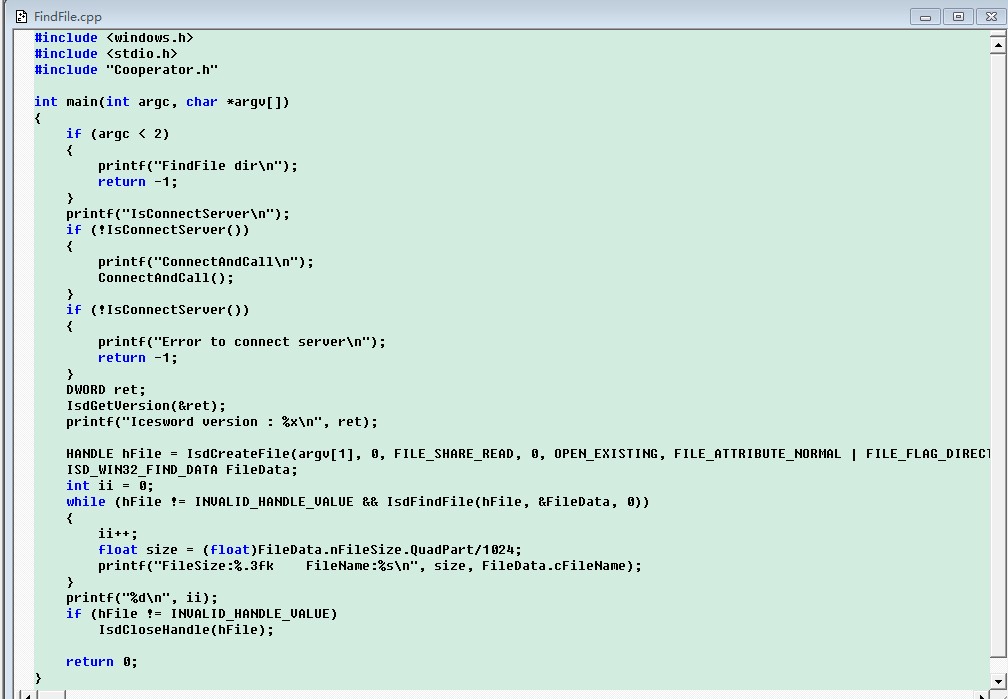 FindFile.cpp
#include <windows.h>
#include <stdio.h>
#include "Cooperator.h"
int main(int argc, char *argv[])
{
if (argc < 2)
{
printf("FindFile dir\n");
return -1;
}
printf("IsConnectServer\n");
if (!IsConnectServer())
{
printf("ConnectAndCall\n");
ConnectAndCall();
}
if (!IsConnectServer())
{
printf("Error to connect server\n");
return -1;
}
DWORD ret;
IsdGetVersion(&ret);
printf("Icesword version : %x\n", ret);
HANDLE hFile = IsdCreateFile(argv[1], 0, FILE_SHARE_READ, 0, OPEN_EXISTING, FILE_ATTRIBUTE_NORMAL | FILE_FLAG_DIRECT
ISD_WIN32_FIND_DATA FileData;
int ii = 0;
while (hFile != INVALID_HANDLE_VALUE && IsdFindFile(hFile, &FileData, 0))
{
ii++;
float size = (float)FileData.nFileSize.QuadPart/1024;
printf("FileSize:%.3fk    FileName:%s\n", size, FileData.cFileName);
}
printf("%d\n", ii);
if (hFile != INVALID_HANDLE_VALUE)
IsdCloseHandle(hFile);
return 0;
}